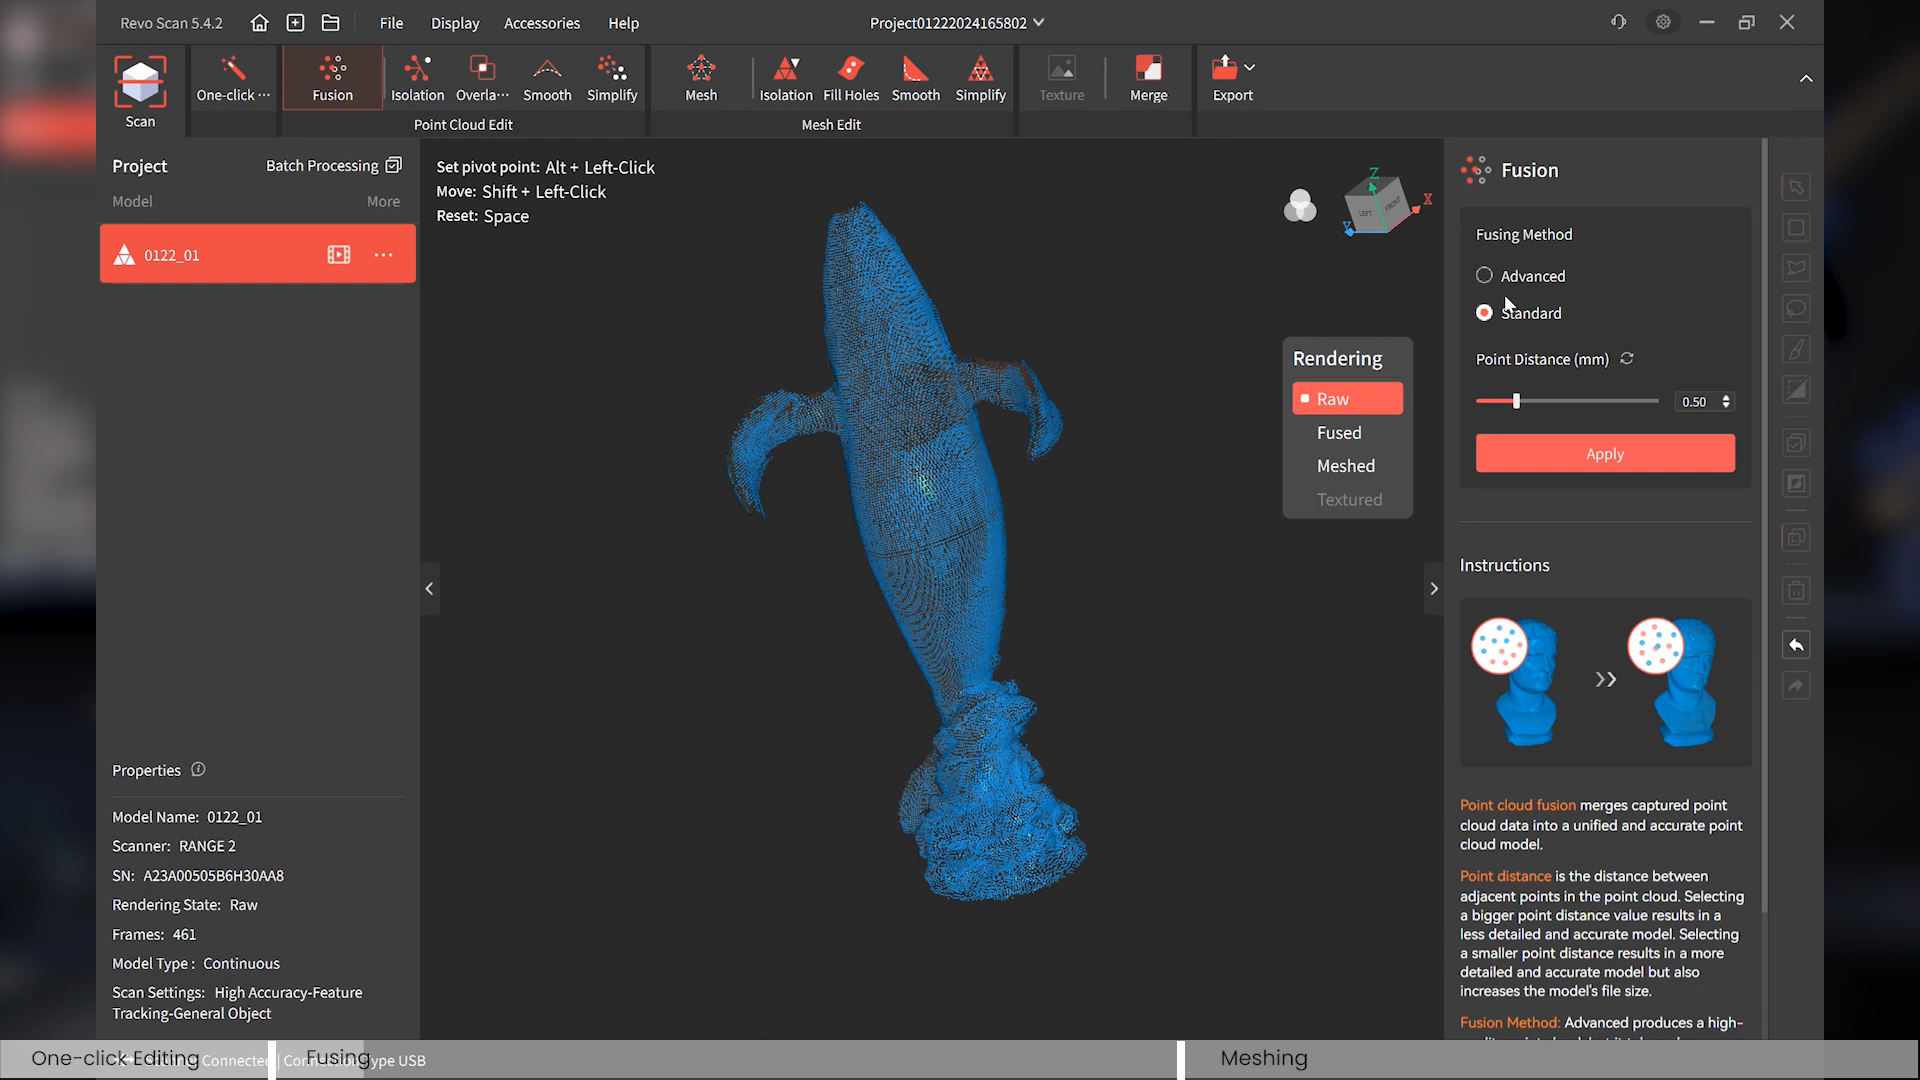 Revo Scan 5.4.2
File
Display
Accessories
Help
Project01222024165802
Scan
One-click ···
Fusion
Isolation
Overla···
Smooth
Simplify
Point Cloud Edit
Mesh
Isolation
Fill Holes
Smooth
Simplify
Mesh Edit
Texture
Merge
Export
Project
Batch Processing
Model
More
0122_01
Set pivot point: Alt + Left-Click
Move: Shift + Left-Click
Reset: Space
Z
X
Y
LEFT
FRONT
Rendering
Raw
Fused
Meshed
Textured
Fusion
Fusing Method
Advanced
Standard
Point Distance (mm)
0.50
Apply
Instructions
Point cloud fusion merges captured point
cloud data into a unified and accurate point
cloud model.
Point distance is the distance between
adjacent points in the point cloud. Selecting
a bigger point distance value results in a
less detailed and accurate model. Selecting
a smaller point distance results in a more
detailed and accurate model but also
increases the model's file size.
Fusion Method: Advanced produces a high-
Properties
Model Name: 0122_01
Scanner: RANGE 2
SN: A23A00505B6H30AA8
Rendering State: Raw
Frames: 461
Model Type : Continuous
Scan Settings: High Accuracy-Feature
Tracking-General Object
One-click Editing
Connected
Type USB
Fusing
Meshing